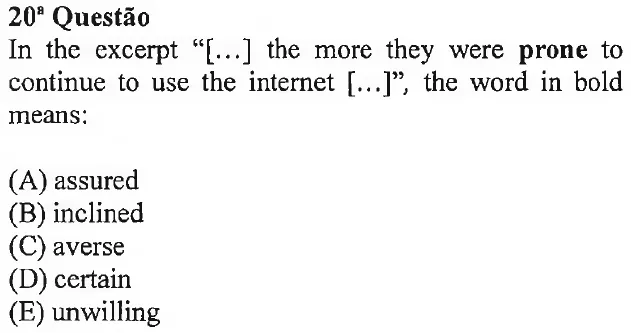 20ª Questão
In the excerpt “[…] the more they were prone to
continue to use the internet […]”, the word in bold
means:
(A) assured
(B) inclined
(C) averse
(D) certain
(E) unwilling